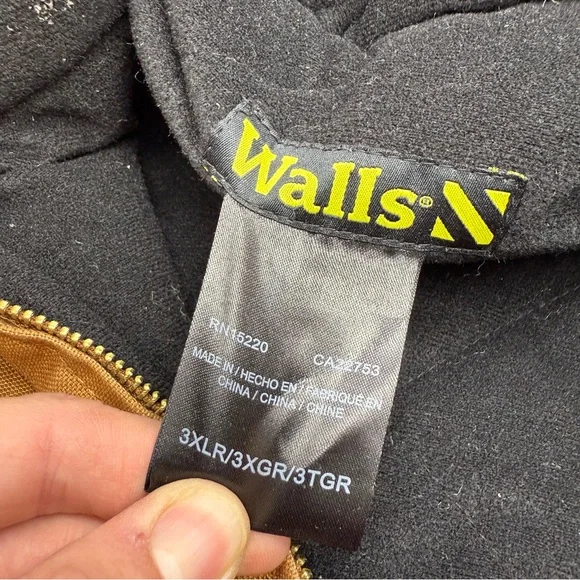 Walls®
RN15220 CA22753
MADE IN / HECHO EN / FABRIQUÉ EN
CHINA / CHINA / CHINE
3XLR/3XGR/3TGR